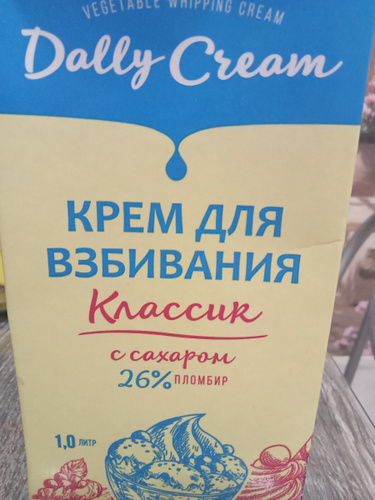 VEGETABLE WHIPPING CREAM
Dally Cream
КРЕМ ДЛЯ
ВЗБИВАНИЯ
Классик
с сахаром
26% ПЛОМБИР
1,0 ЛИТР